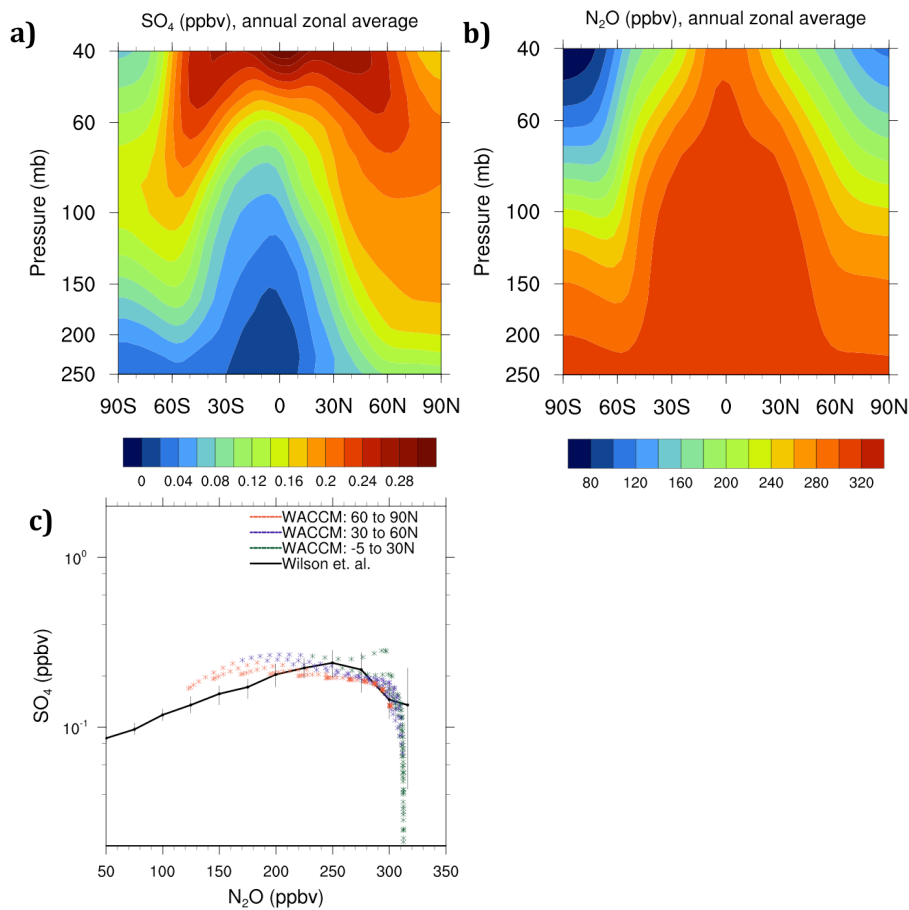 a)
SO4 (ppbv), annual zonal average
Pressure (mb)
40
60
100
150
200
250
90S 60S 30S 0 30N 60N 90N
0 0.04 0.08 0.12 0.16 0.2 0.24 0.28
b)
N2O (ppbv), annual zonal average
Pressure (mb)
40
60
100
150
200
250
90S 60S 30S 0 30N 60N 90N
80 120 160 200 240 280 320
c)
WACCM: 60 to 90N
WACCM: 30 to 60N
WACCM: -5 to 30N
Wilson et. al.
SO4 (ppbv)
10^0
10^-1
50 100 150 200 250 300 350
N2O (ppbv)